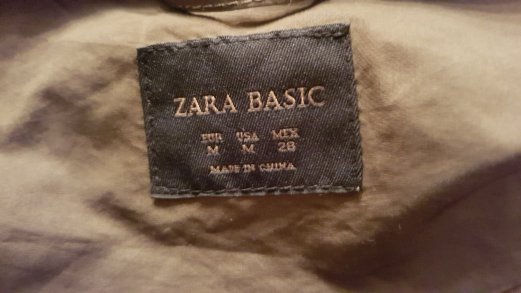 ZARA BASIC
EUR USA MEX
M M 28
MADE IN CHINA